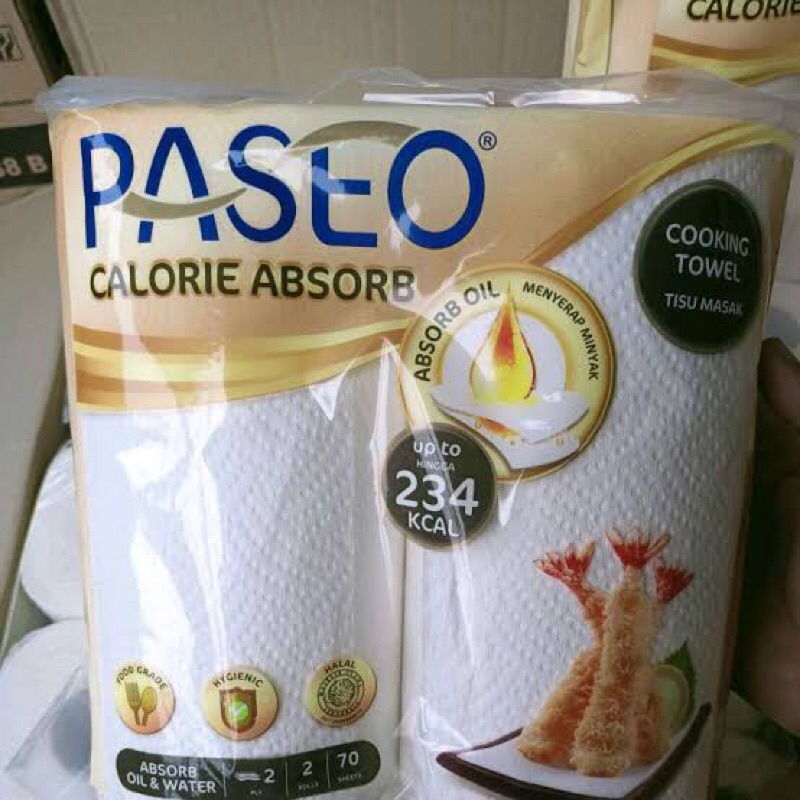 CALORIE
8 B
PASEO®
CALORIE ABSORB
COOKING
TOWEL
TISU MASAK
ABSORB OIL
MENYERAP MINYAK
up to
HINGGA
234
KCAL
FOOD GRADE
HYGIENIC
HALAL
ABSORB
OIL & WATER
2
PLY
2
ROLLS
70
SHEETS